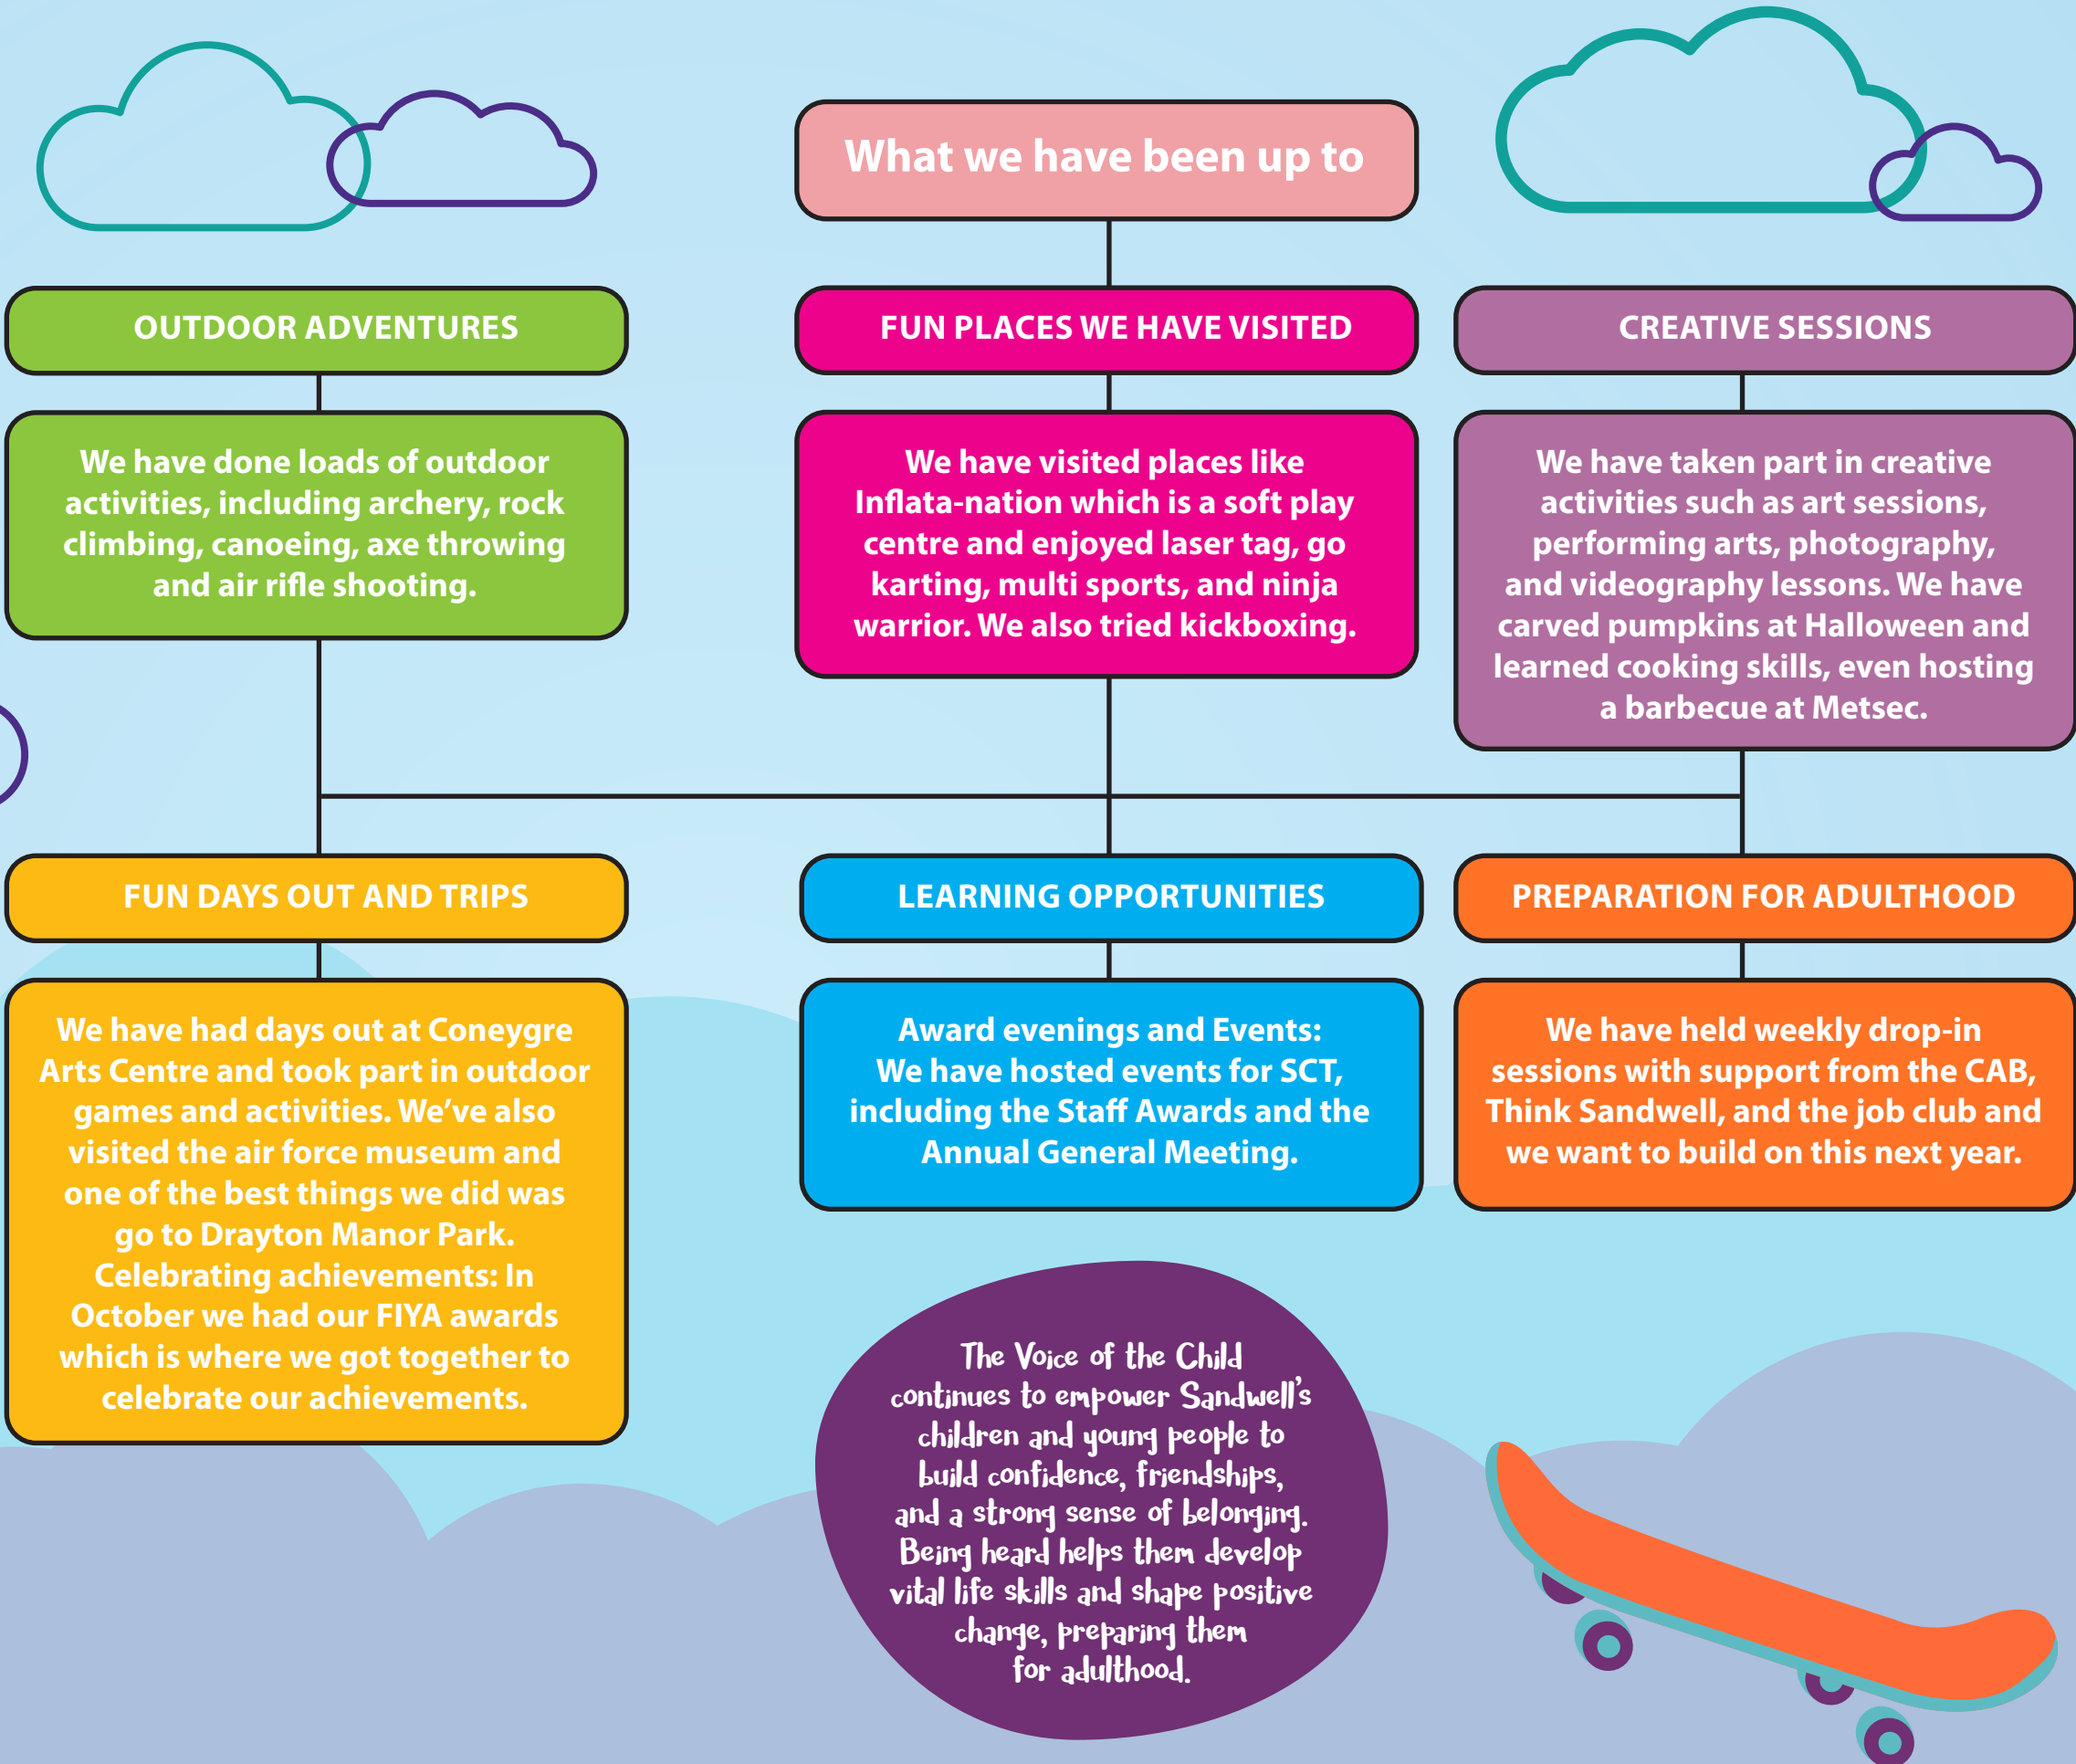 What we have been up to
OUTDOOR ADVENTURES
We have done loads of outdoor
activities, including archery, rock
climbing, canoeing, axe throwing
and air rifle shooting.
FUN PLACES WE HAVE VISITED
We have visited places like
Inflata-nation which is a soft play
centre and enjoyed laser tag, go
karting, multi sports, and ninja
warrior. We also tried kickboxing.
CREATIVE SESSIONS
We have taken part in creative
activities such as art sessions,
performing arts, photography,
and videography lessons. We have
carved pumpkins at Halloween and
learned cooking skills, even hosting
a barbecue at Metsec.
FUN DAYS OUT AND TRIPS
We have had days out at Coneygre
Arts Centre and took part in outdoor
games and activities. We’ve also
visited the air force museum and
one of the best things we did was
go to Drayton Manor Park.
Celebrating achievements: In
October we had our FIYA awards
which is where we got together to
celebrate our achievements.
LEARNING OPPORTUNITIES
Award evenings and Events:
We have hosted events for SCT,
including the Staff Awards and the
Annual General Meeting.
PREPARATION FOR ADULTHOOD
We have held weekly drop-in
sessions with support from the CAB,
Think Sandwell, and the job club and
we want to build on this next year.
The Voice of the Child
continues to empower Sandwell’s
children and young people to
build confidence, friendships,
and a strong sense of belonging.
Being heard helps them develop
vital life skills and shape positive
change, preparing them
for adulthood.